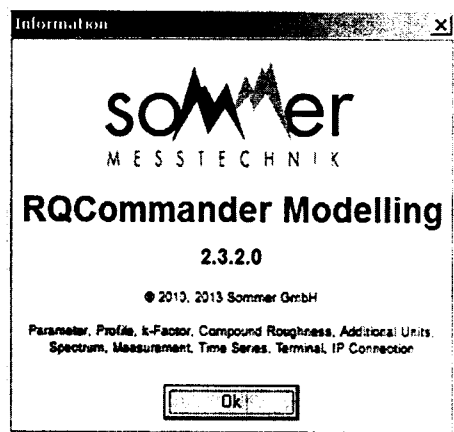 Information
sommer
MESSTECHNIK
RQCommander Modelling
2.3.2.0
© 2010, 2013 Sommer GmbH
Parameter, Profile, k-Factor, Compound Roughness, Additional Units,
Spectrum, Measurement, Time Series, Terminal, IP Connection
Ok